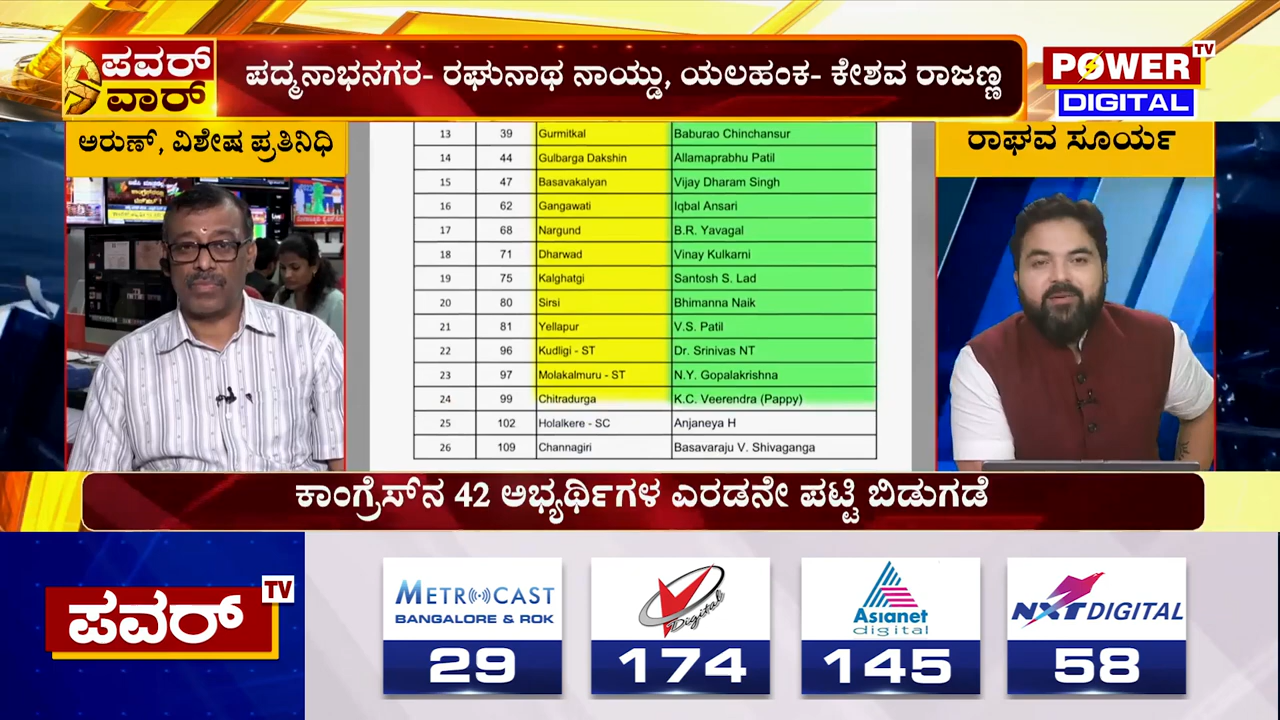 ಪವರ್
ವಾರ್
ಪದ್ಮನಾಭನಗರ- ರಘುನಾಥ ನಾಯ್ಡು, ಯಲಹಂಕ- ಕೇಶವ ರಾಜಣ್ಣ
POWER TV
DIGITAL
ಅರುಣ್, ವಿಶೇಷ ಪ್ರತಿನಿಧಿ
ರಾಘವ ಸೂರ್ಯ
13 39 Gurmitkal Baburao Chinchansur
14 44 Gulbarga Dakshin Allamaprabhu Patil
15 47 Basavakalyan Vijay Dharam Singh
16 62 Gangawati Iqbal Ansari
17 68 Nargund B.R. Yavagal
18 71 Dharwad Vinay Kulkarni
19 75 Kalghatgi Santosh S. Lad
20 80 Sirsi Bhimanna Naik
21 81 Yellapur V.S. Patil
22 96 Kudligi - ST Dr. Srinivas NT
23 97 Molakalmuru - ST N.Y. Gopalakrishna
24 99 Chitradurga K.C. Veerendra (Pappy)
25 102 Holalkere - SC Anjaneya H
26 109 Channagiri Basavaraju V. Shivaganga
ಕಾಂಗ್ರೆಸ್‌ನ 42 ಅಭ್ಯರ್ಥಿಗಳ ಎರಡನೇ ಪಟ್ಟಿ ಬಿಡುಗಡೆ
ಪವರ್ TV
METROCAST
BANGALORE & ROK
29
V Digital
174
Asianet
digital
145
NXTDIGITAL
58